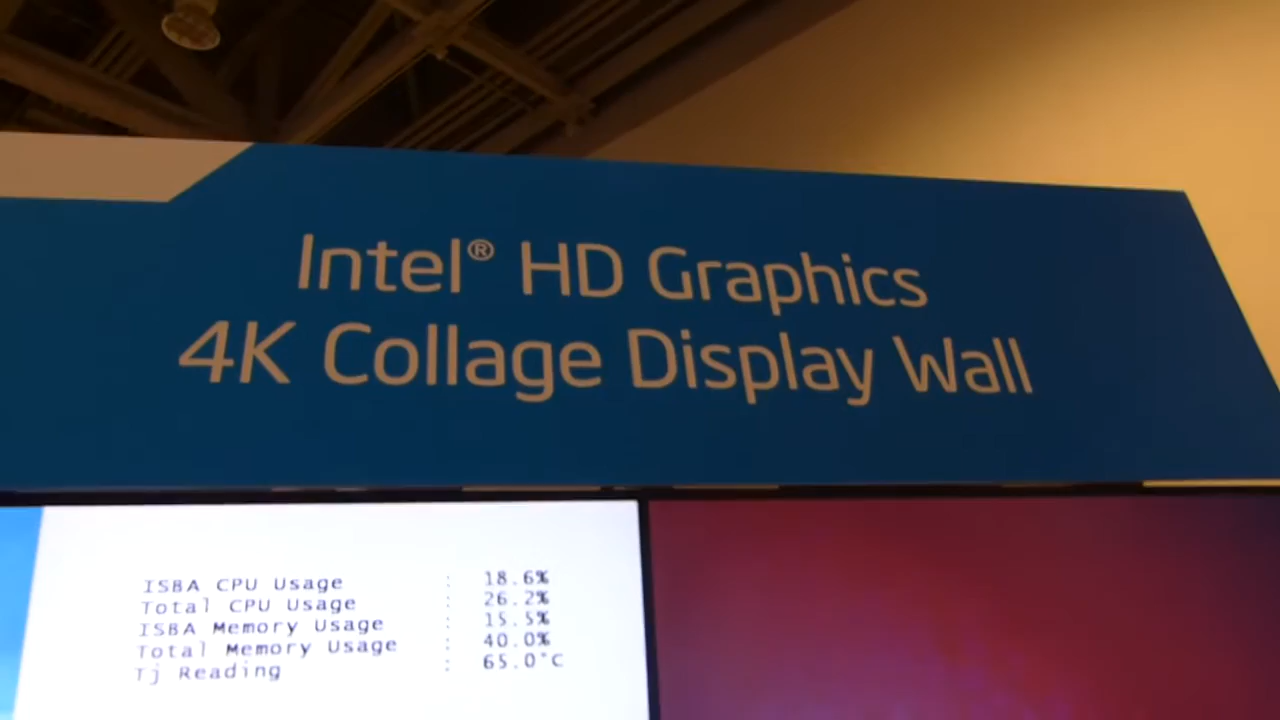 Intel® HD Graphics
4K Collage Display Wall
ISBA CPU Usage : 18.6%
Total CPU Usage : 26.2%
ISBA Memory Usage : 15.5%
Total Memory Usage : 40.0%
Tj Reading : 65.0°C